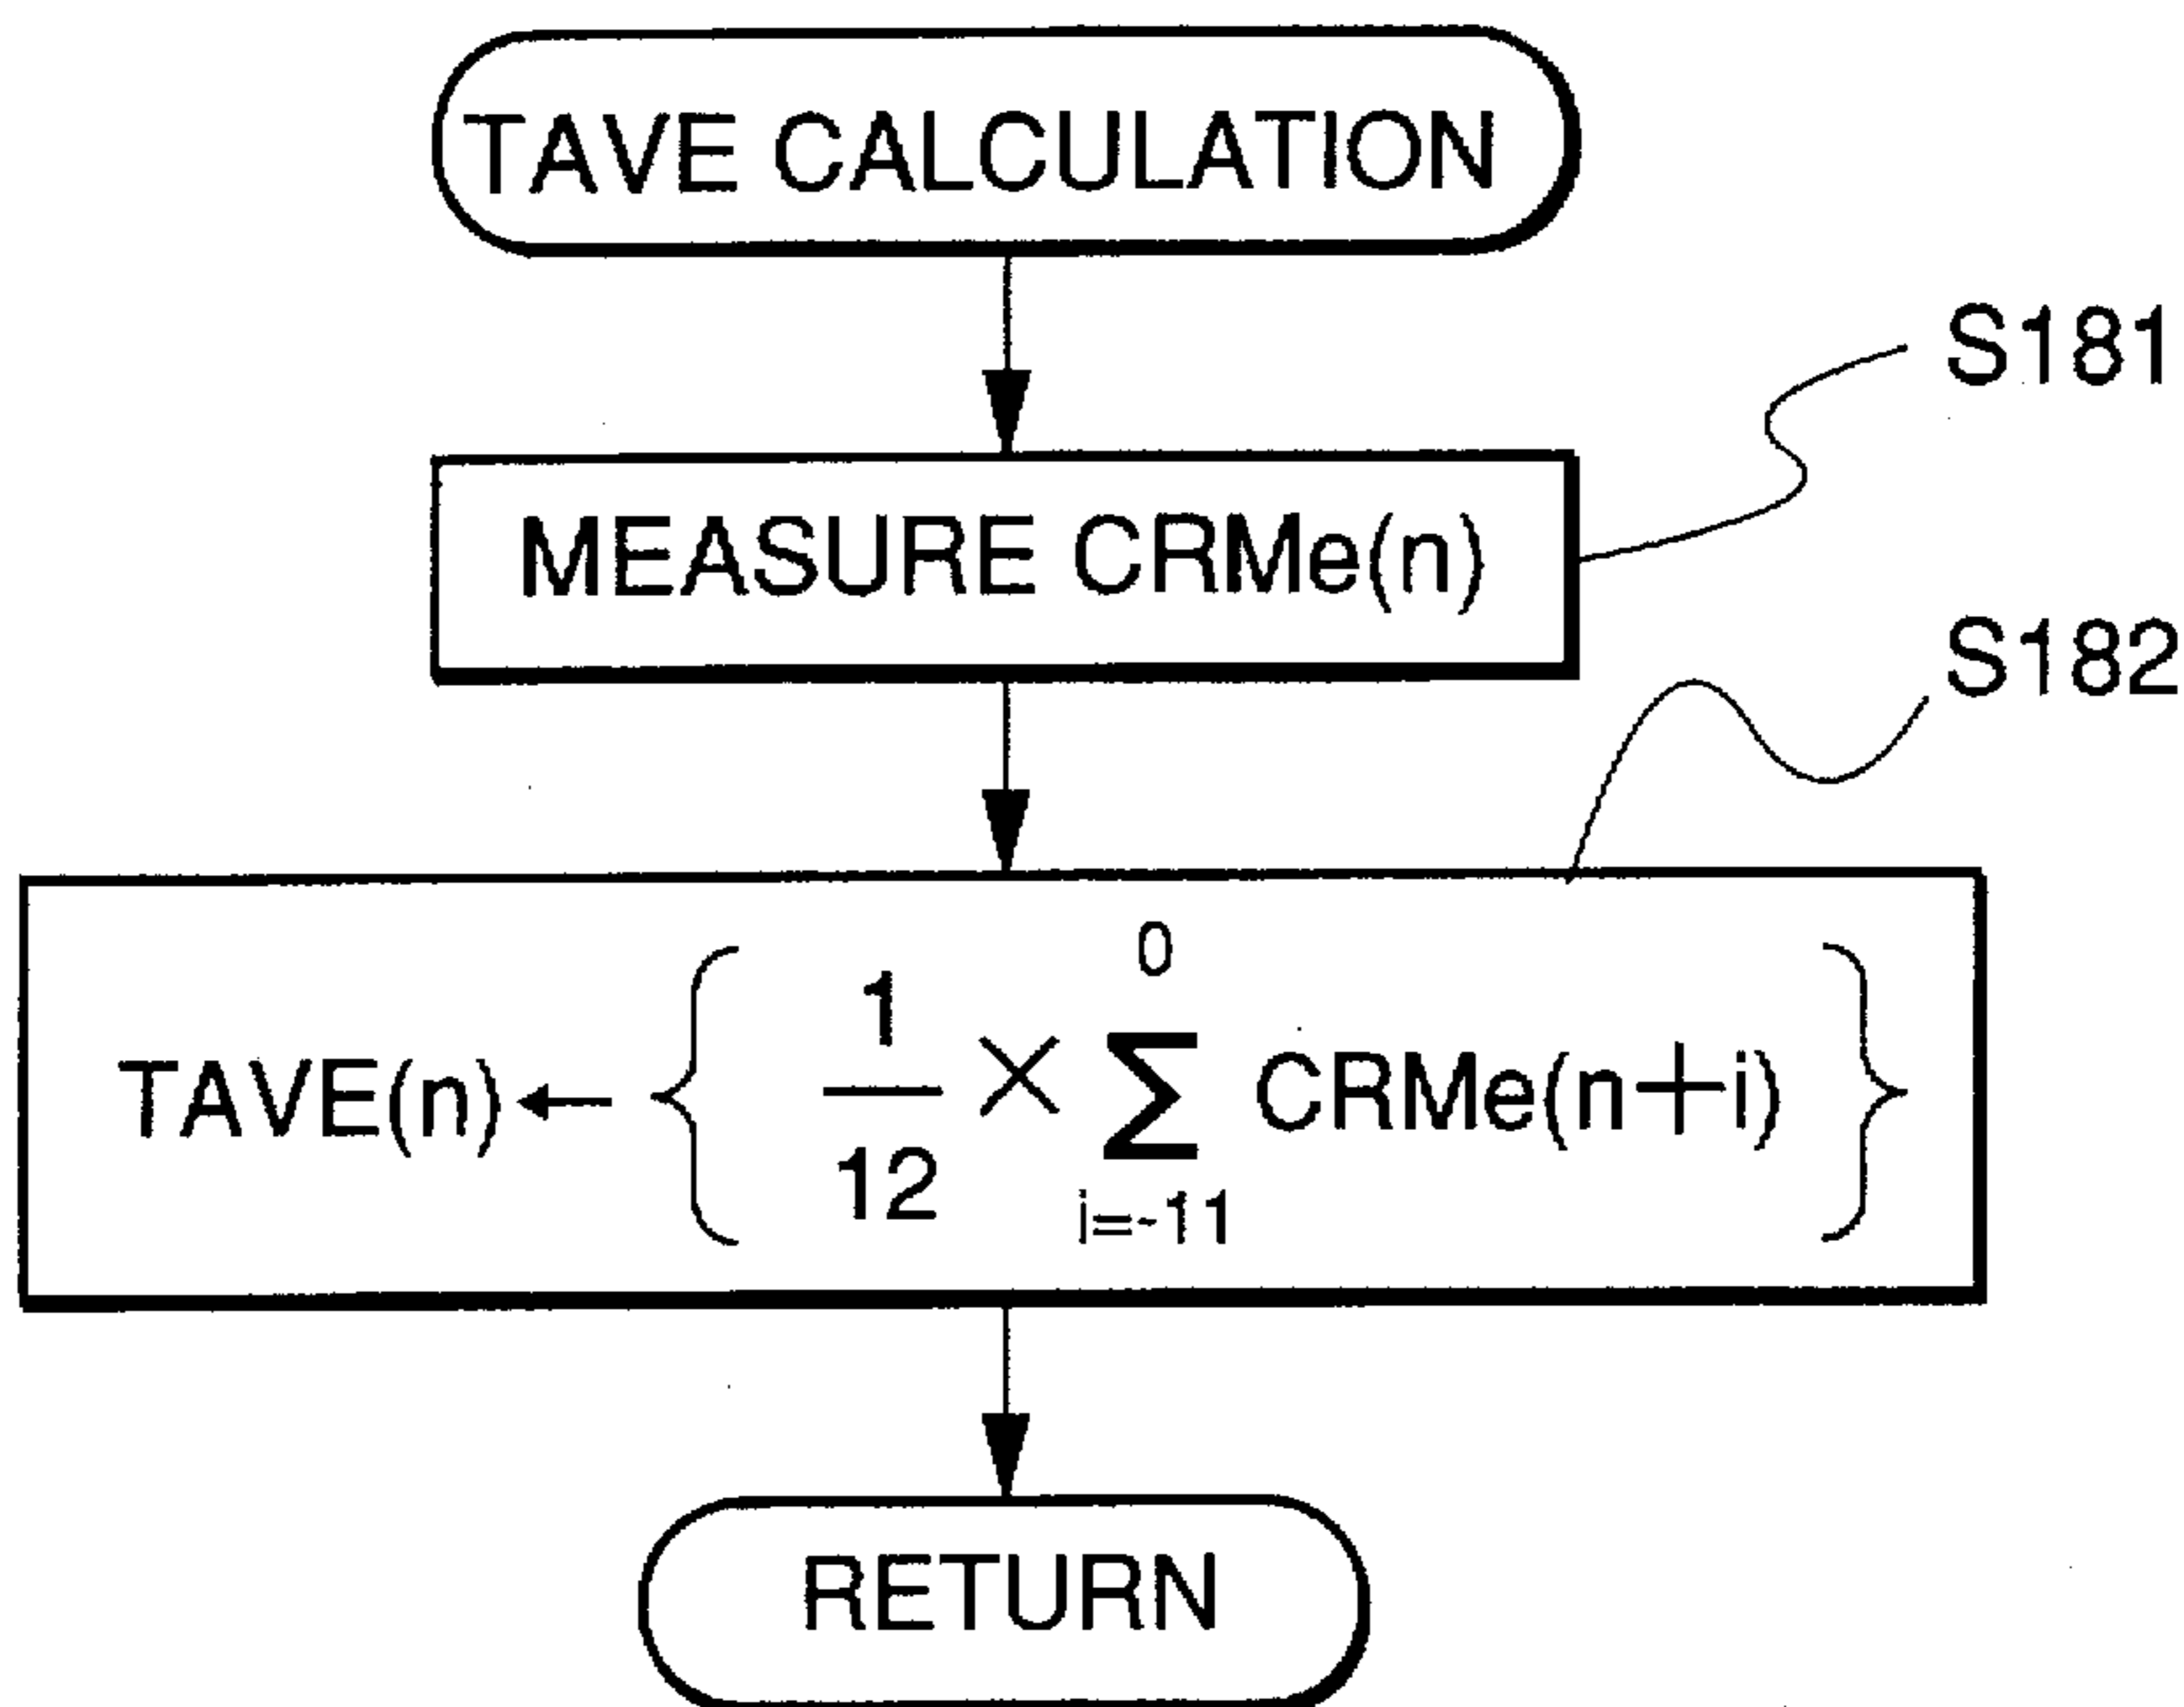 TAVE CALCULATION
S181
MEASURE CRMe(n)
S182
0
TAVE(n)← { 1/12 × Σ CRMe(n+i) }
i=-11
RETURN